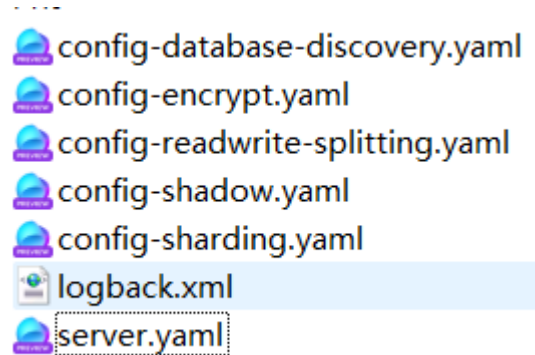 config-database-discovery.yaml
config-encrypt.yaml
config-readwrite-splitting.yaml
config-shadow.yaml
config-sharding.yaml
logback.xml
server.yaml